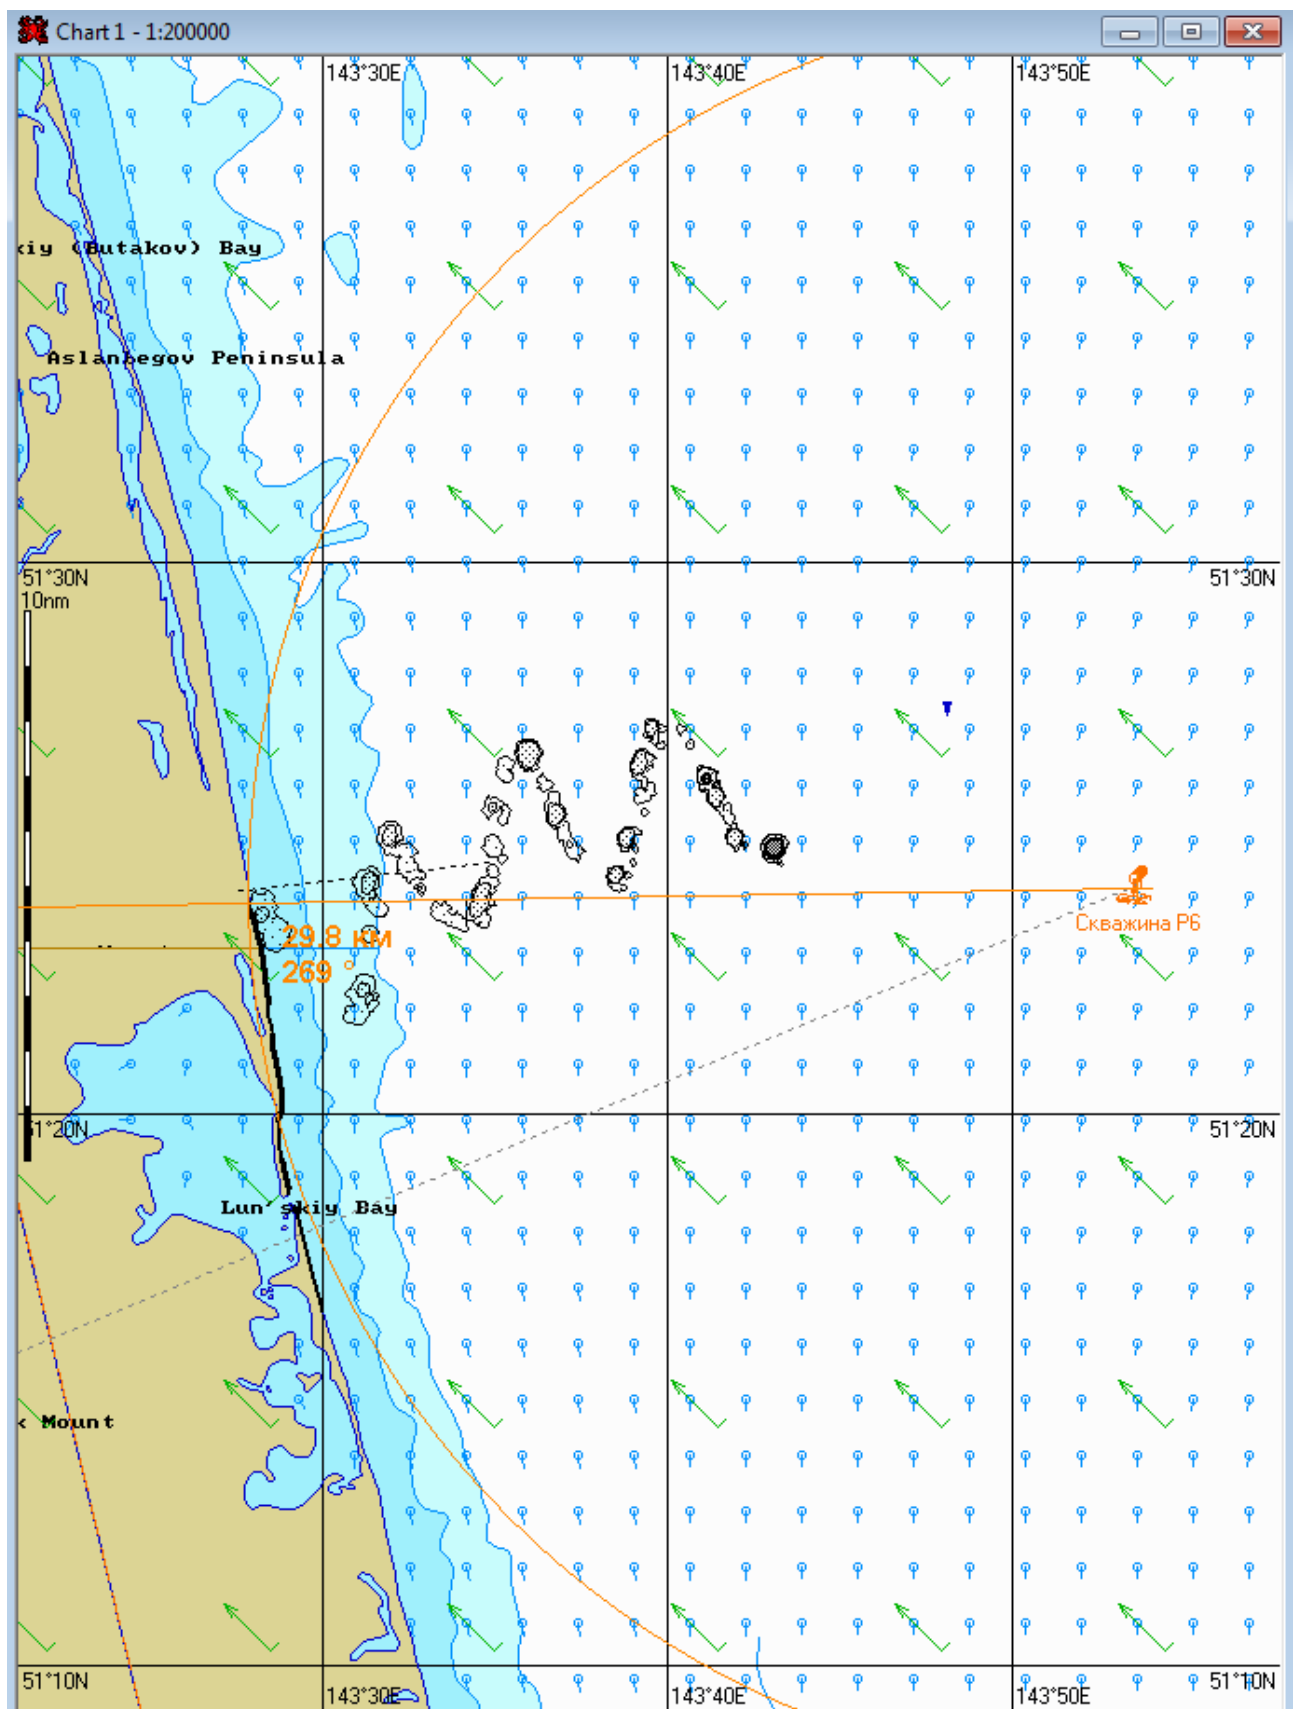 Chart 1 - 1:200000
143°30E
143°40E
143°50E
kiy (Butakov) Bay
Aslanbegov Peninsula
51°30N
51°30N
10nm
Скважина Р6
29.8 км
269 °
51°20N
51°20N
Lun'skiy Bay
k Mount
51°10N
51°10N
143°30E
143°40E
143°50E